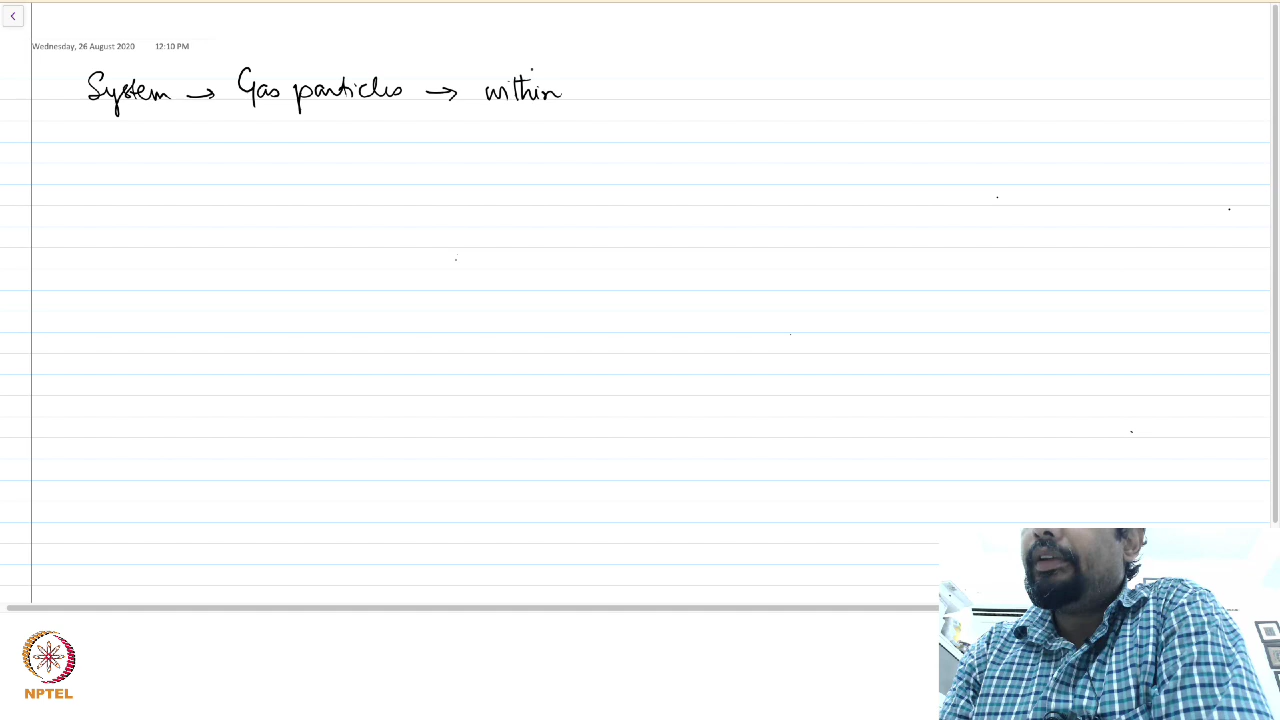 Wednesday, 26 August 2020 12:10 PM
System → Gas particles → within
NPTEL